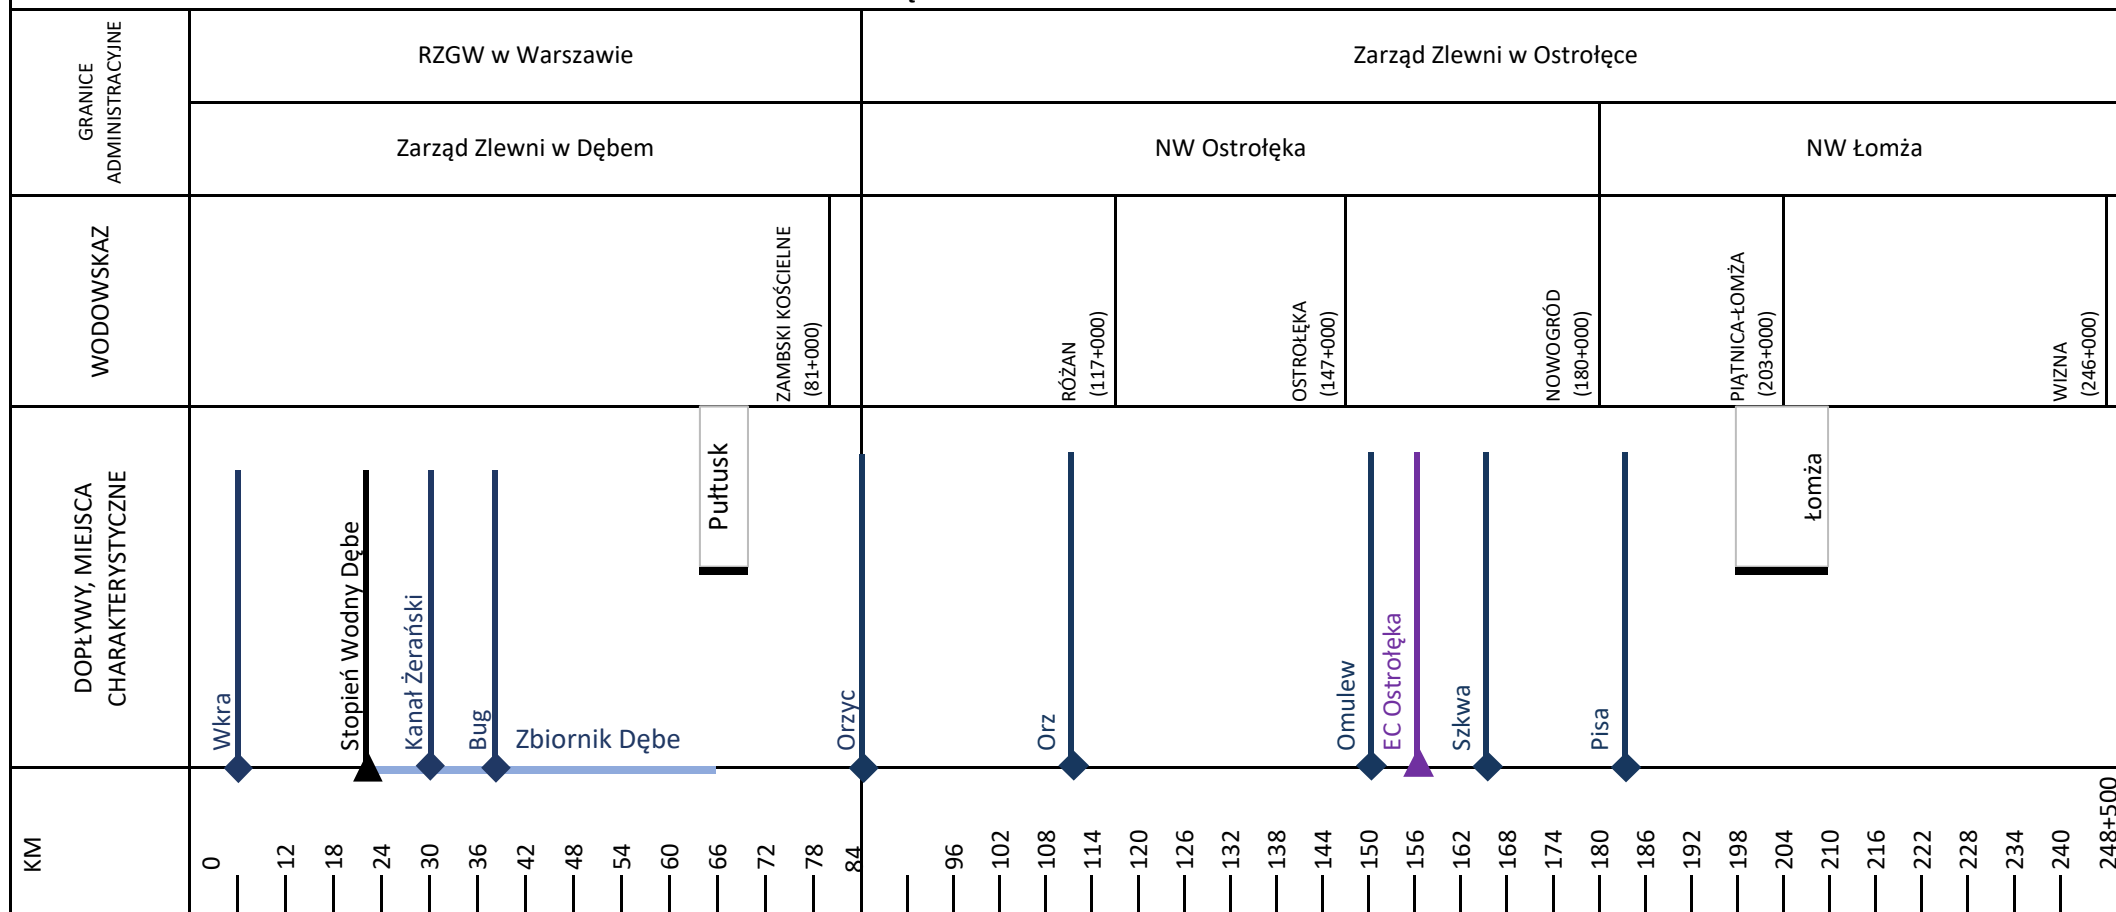 GRANICE
ADMINISTRACYJNE
RZGW w Warszawie
Zarząd Zlewni w Ostrołęce
Zarząd Zlewni w Dębem
NW Ostrołęka
NW Łomża
WODOWSKAZ
ZAMBSKI KOŚCIELNE
(81+000)
RÓŻAN
(117+000)
OSTROŁĘKA
(147+000)
NOWOGRÓD
(180+000)
PIĄTNICA-ŁOMŻA
(203+000)
WIZNA
(246+000)
DOPŁYWY, MIEJSCA
CHARAKTERYSTYCZNE
Wkra
Stopień Wodny Dębe
Kanał Żerański
Bug
Zbiornik Dębe
Pułtusk
Orzyc
Orz
Omulew
EC Ostrołęka
Szkwa
Pisa
Łomża
KM
0
12
18
24
30
36
42
48
54
60
66
72
78
84
96
102
108
114
120
126
132
138
144
150
156
162
168
174
180
186
192
198
204
210
216
222
228
234
240
248+500